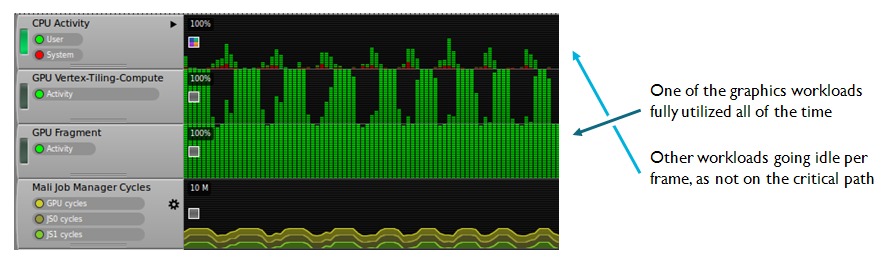 CPU Activity
100%
User
System
GPU Vertex-Tiling-Compute
100%
Activity
GPU Fragment
100%
Activity
Mali Job Manager Cycles
10 M
GPU cycles
JS0 cycles
JS1 cycles
One of the graphics workloads
fully utilized all of the time
Other workloads going idle per
frame, as not on the critical path